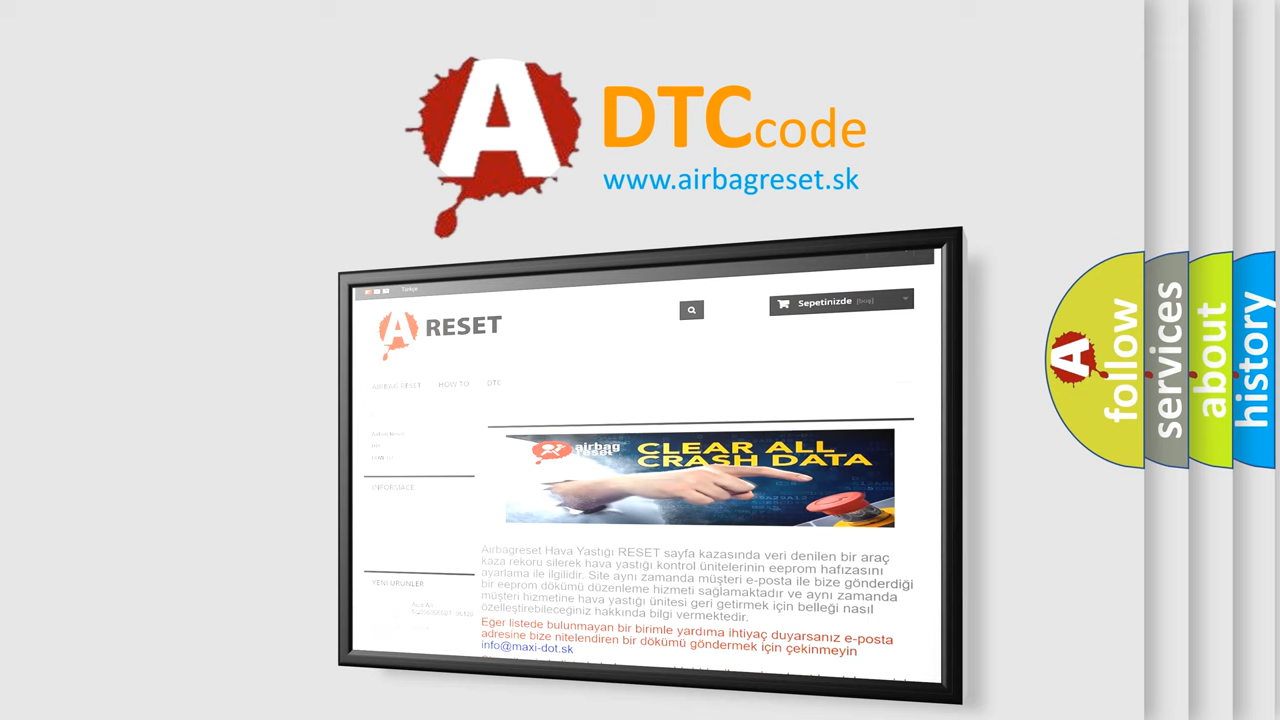 A DTCcode
www.airbagreset.sk
Türkçe
A RESET
Sepetinizde [boş]
AIRBAG RESET HOW TO DTC
INFORMACE
airbag reset CLEAR ALL
CRASH DATA
Airbagreset Hava Yastığı RESET sayfa kazasında veri denilen bir araç
kaza rekoru silerek hava yastığı kontrol ünitelerinin eeprom hafızasını
ayarlama ile ilgilidir. Site aynı zamanda müşteri e-posta ile bize gönderdiği
bir eeprom dökümü düzenleme hizmeti sağlamaktadır ve aynı zamanda
müşteri hizmetine hava yastığı ünitesi geri getirmek için belleği nasıl
özelleştirebileceğiniz hakkında bilgi vermektedir.
Eğer listede bulunmayan bir birimle yardıma ihtiyaç duyarsanız e-posta
adresine bize nitelendiren bir dökümü göndermek için çekinmeyin
info@maxi-dot.sk
YENI ÜRÜNLER
A follow
services
about
history